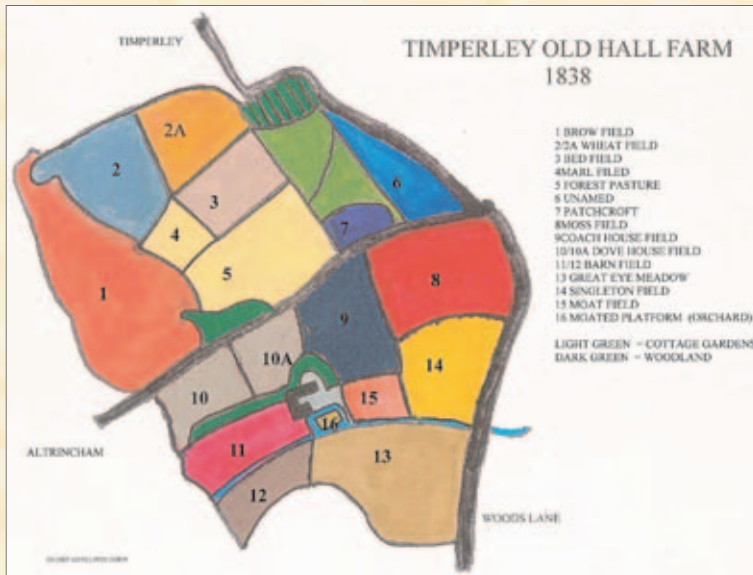 TIMPERLEY
TIMPERLEY OLD HALL FARM
1838
1 BROW FIELD
2/2A WHEAT FIELD
3 BED FIELD
4MARL FILED
5 FOREST PASTURE
6 UNAMED
7 PATCHCROFT
8MOSS FIELD
9COACH HOUSE FIELD
10/10A DOVE HOUSE FIELD
11/12 BARN FIELD
13 GREAT EYE MEADOW
14 SINGLETON FIELD
15 MOAT FIELD
16 MOATED PLATFORM (ORCHARD)
LIGHT GREEN = COTTAGE GARDENS
DARK GREEN = WOODLAND
2A
2
3
6
4
7
5
1
8
9
10A
14
10
15
16
11
13
12
ALTRINCHAM
WOODS LANE